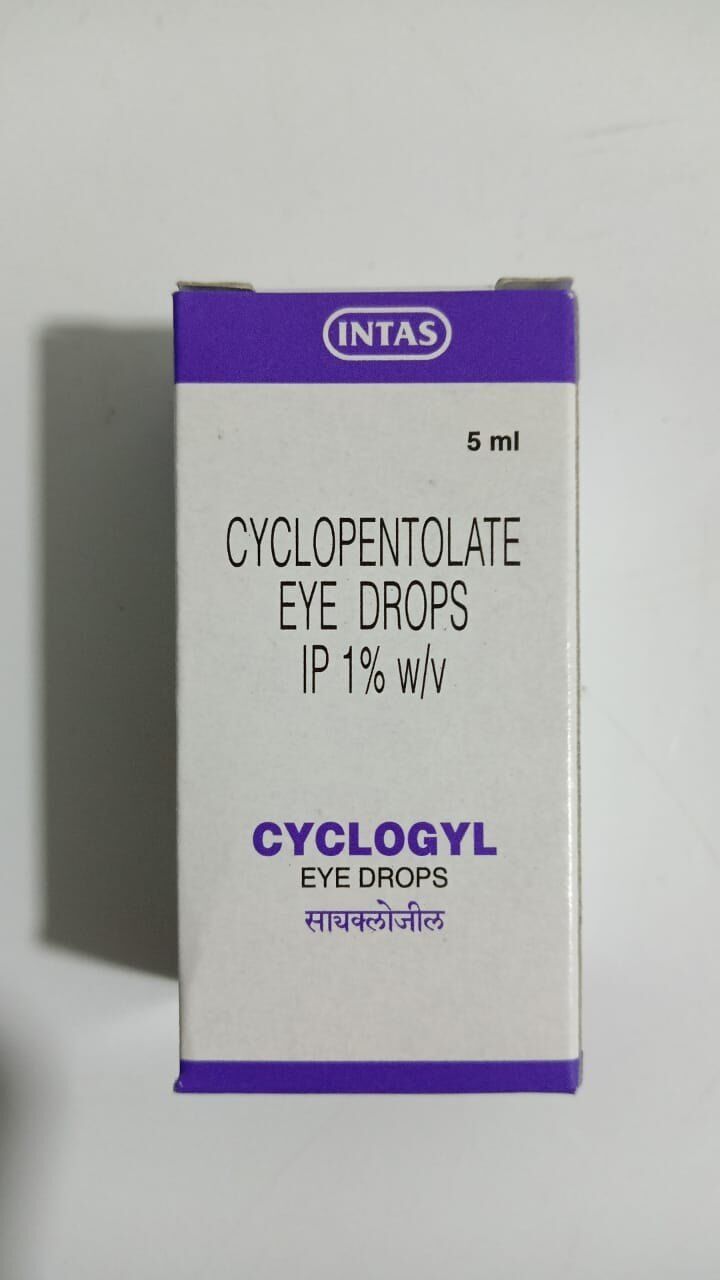 INTAS
5 ml
CYCLOPENTOLATE
EYE DROPS
IP 1% w/v
CYCLOGYL
EYE DROPS
सायक्लोजील